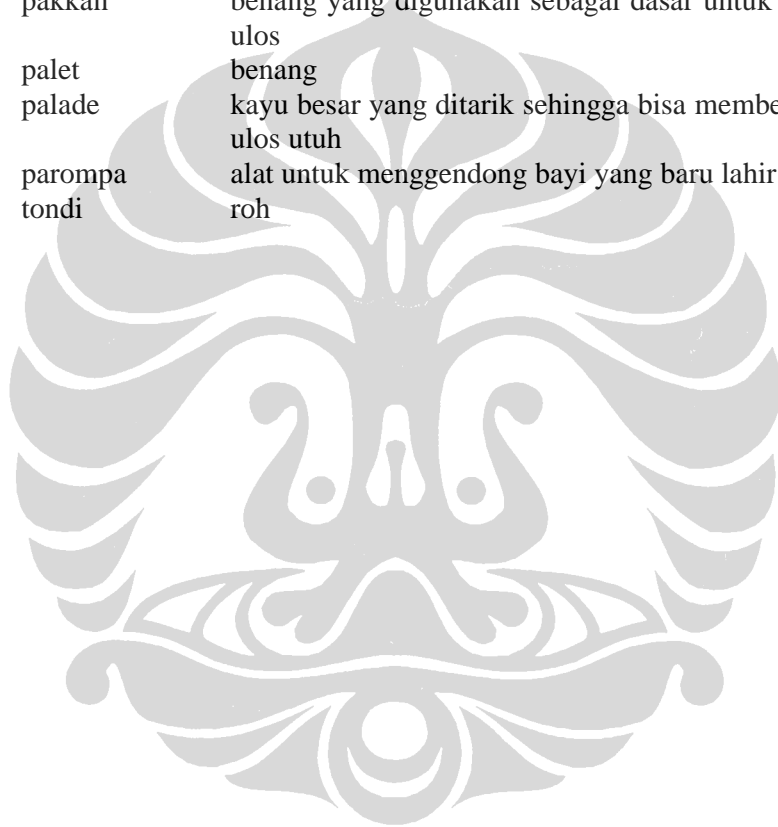 pakkan benang yang digunakan sebagai dasar untuk
ulos
palet benang
palade kayu besar yang ditarik sehingga bisa membe
ulos utuh
parompa alat untuk menggendong bayi yang baru lahir
tondi roh